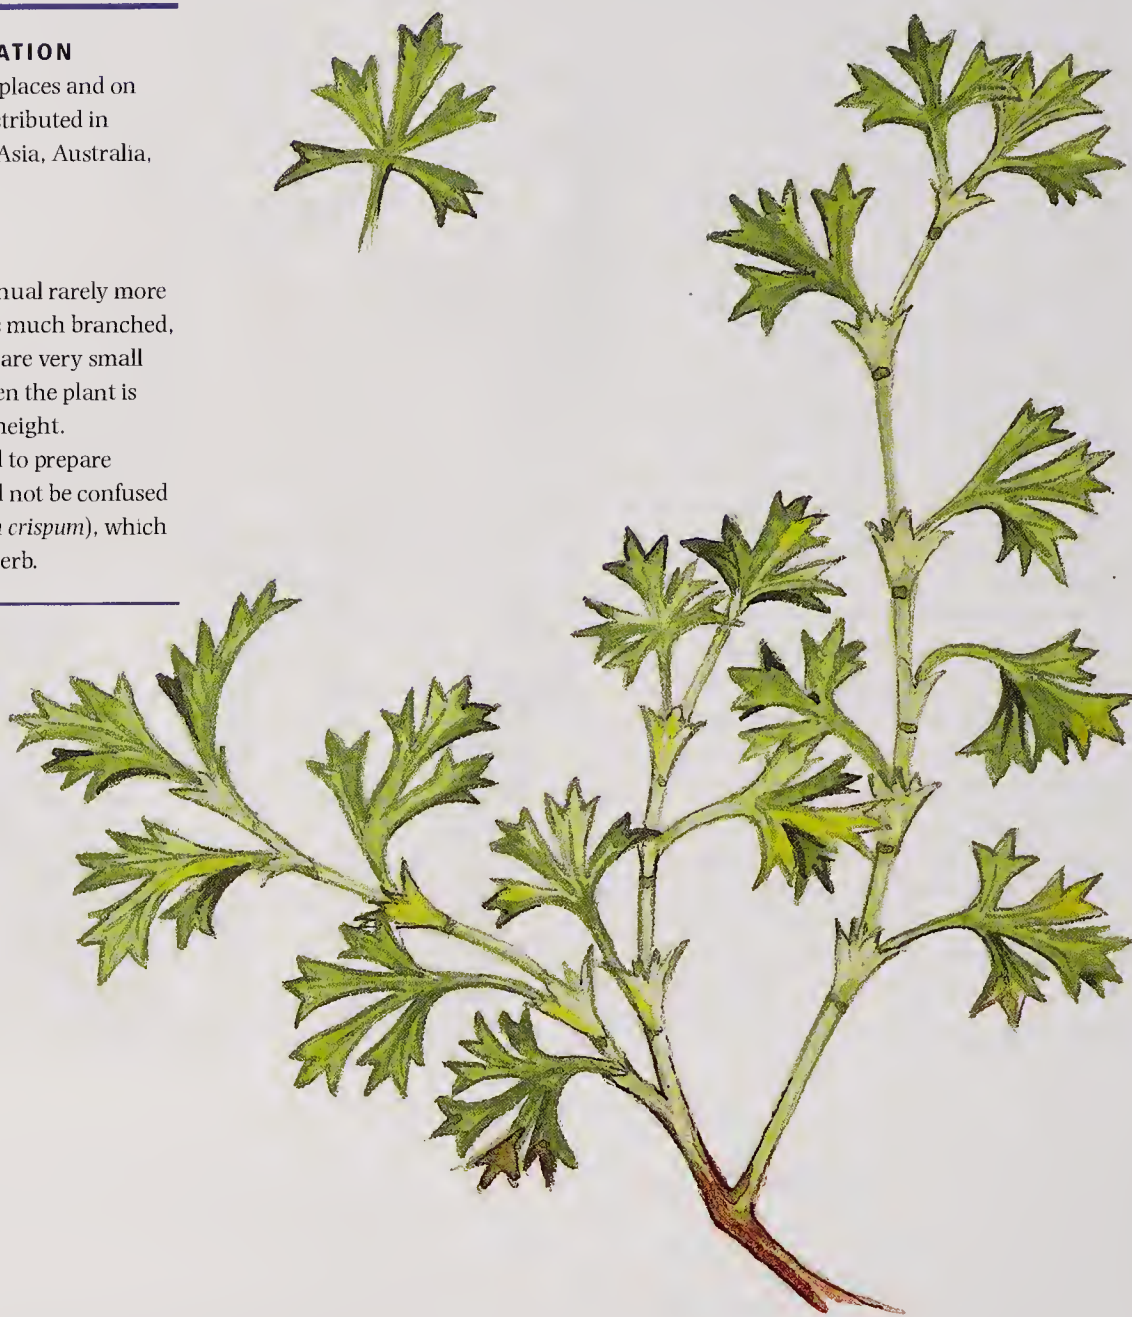 ATION
places and on
tributed in
Asia, Australia,
nual rarely more
s much branched,
are very small
en the plant is
height.
l to prepare
l not be confused
n crispum), which
erb.